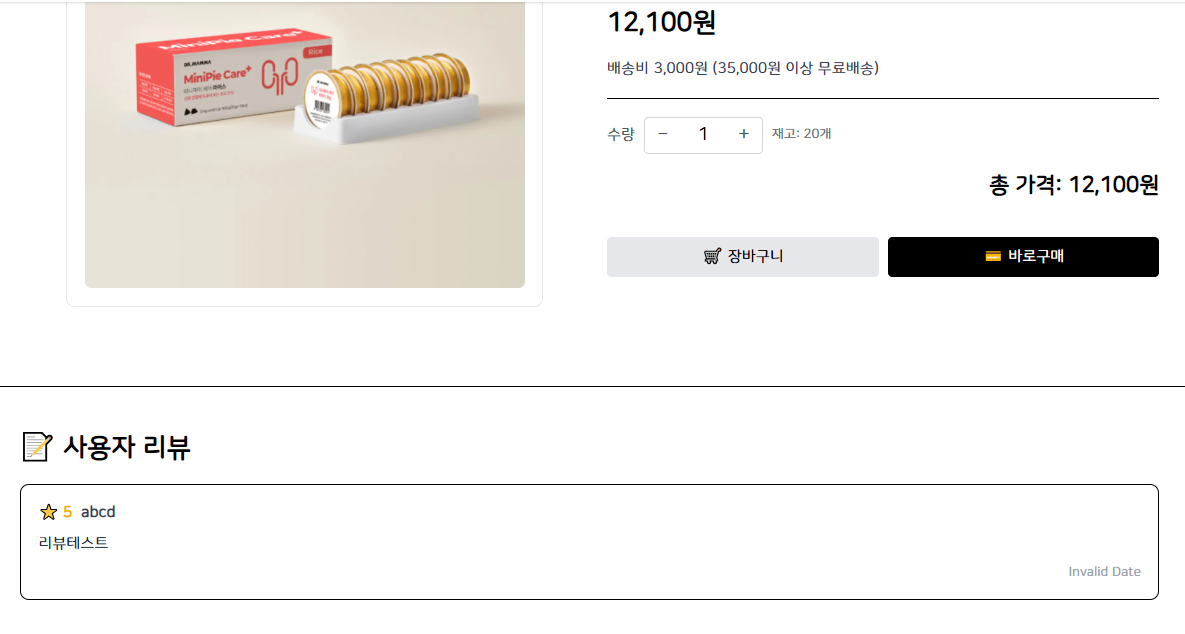 MiniPie Care+
Rice
DR.MAMMA
MiniPie Care+
12,100원
배송비 3,000원 (35,000원 이상 무료배송)
수량 − 1 + 재고: 20개
총 가격: 12,100원
장바구니
바로구매
사용자 리뷰
5 abcd
리뷰테스트
Invalid Date